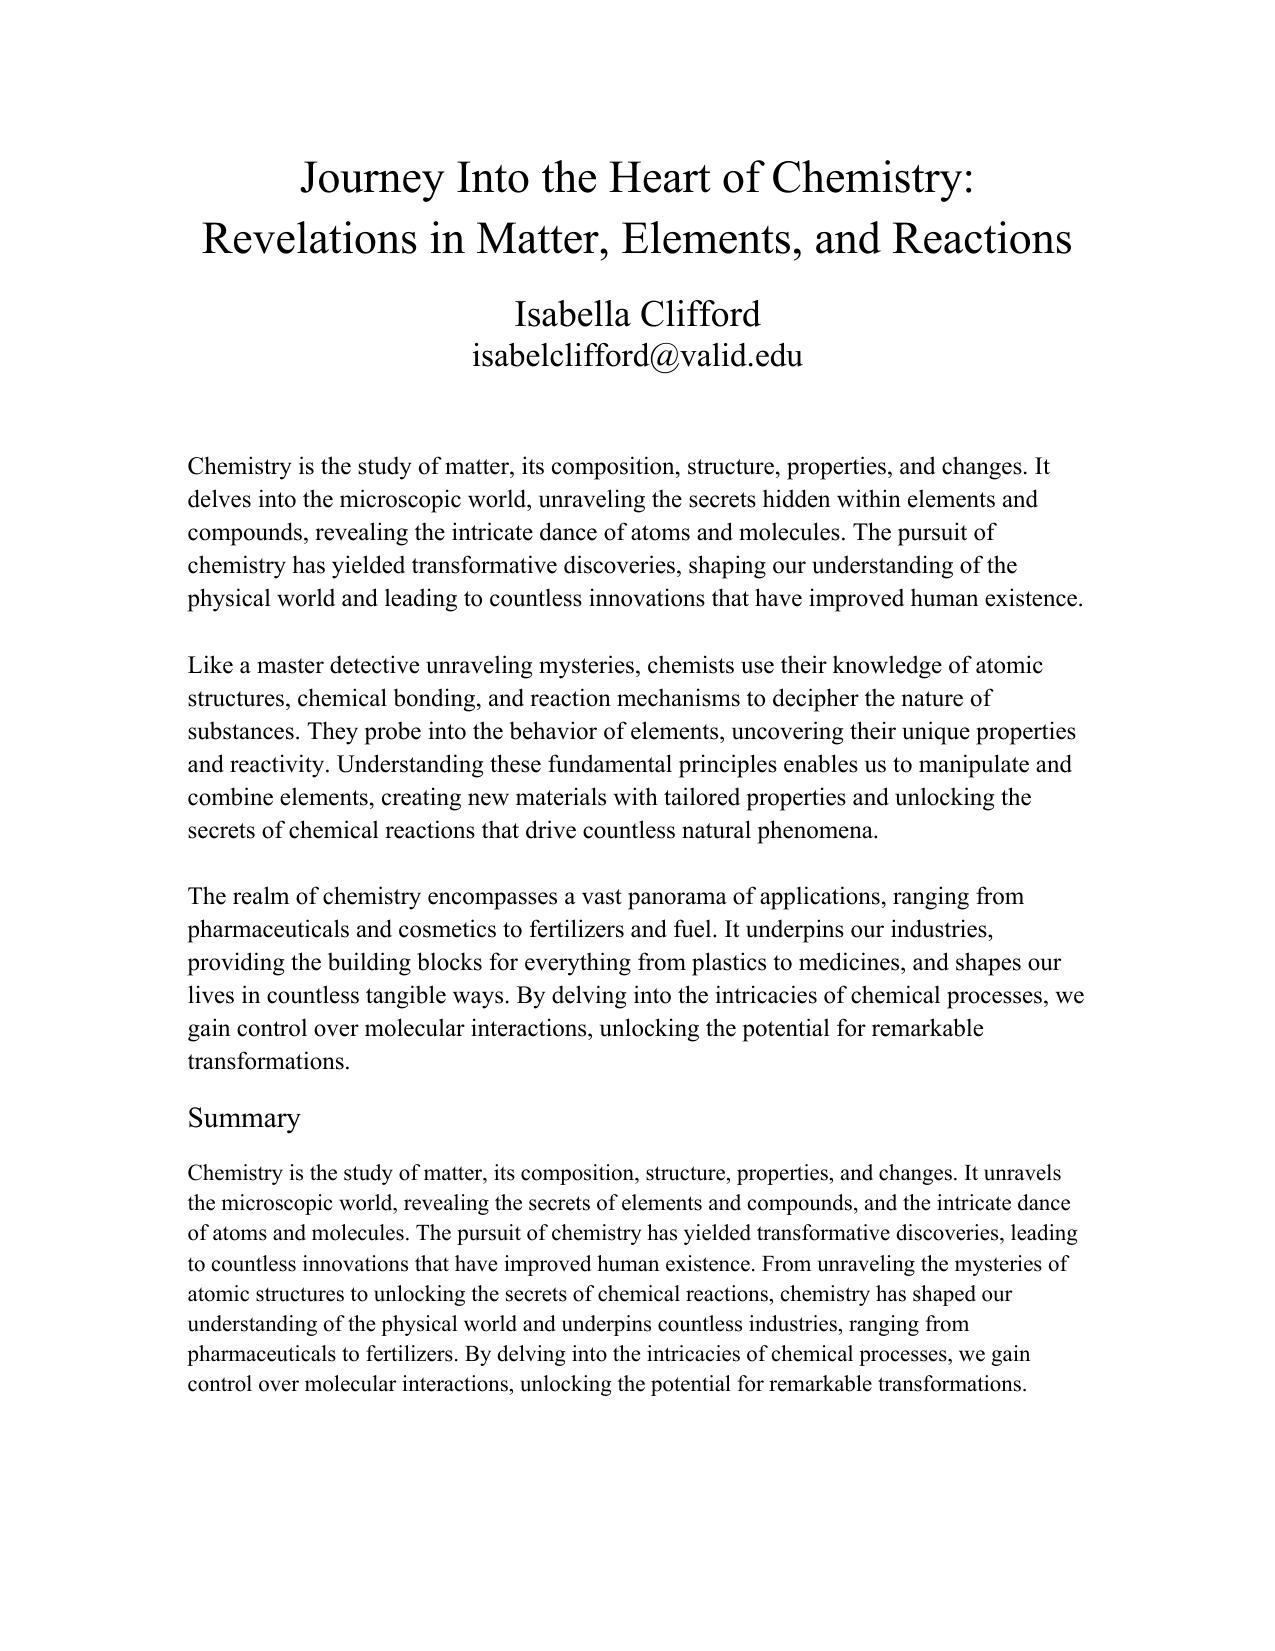 Journey Into the Heart of Chemistry:
Revelations in Matter, Elements, and Reactions
Isabella Clifford
isabelclifford@valid.edu
Chemistry is the study of matter, its composition, structure, properties, and changes. It
delves into the microscopic world, unraveling the secrets hidden within elements and
compounds, revealing the intricate dance of atoms and molecules. The pursuit of
chemistry has yielded transformative discoveries, shaping our understanding of the
physical world and leading to countless innovations that have improved human existence.
Like a master detective unraveling mysteries, chemists use their knowledge of atomic
structures, chemical bonding, and reaction mechanisms to decipher the nature of
substances. They probe into the behavior of elements, uncovering their unique properties
and reactivity. Understanding these fundamental principles enables us to manipulate and
combine elements, creating new materials with tailored properties and unlocking the
secrets of chemical reactions that drive countless natural phenomena.
The realm of chemistry encompasses a vast panorama of applications, ranging from
pharmaceuticals and cosmetics to fertilizers and fuel. It underpins our industries,
providing the building blocks for everything from plastics to medicines, and shapes our
lives in countless tangible ways. By delving into the intricacies of chemical processes, we
gain control over molecular interactions, unlocking the potential for remarkable
transformations.
Summary
Chemistry is the study of matter, its composition, structure, properties, and changes. It unravels
the microscopic world, revealing the secrets of elements and compounds, and the intricate dance
of atoms and molecules. The pursuit of chemistry has yielded transformative discoveries, leading
to countless innovations that have improved human existence. From unraveling the mysteries of
atomic structures to unlocking the secrets of chemical reactions, chemistry has shaped our
understanding of the physical world and underpins countless industries, ranging from
pharmaceuticals to fertilizers. By delving into the intricacies of chemical processes, we gain
control over molecular interactions, unlocking the potential for remarkable transformations.